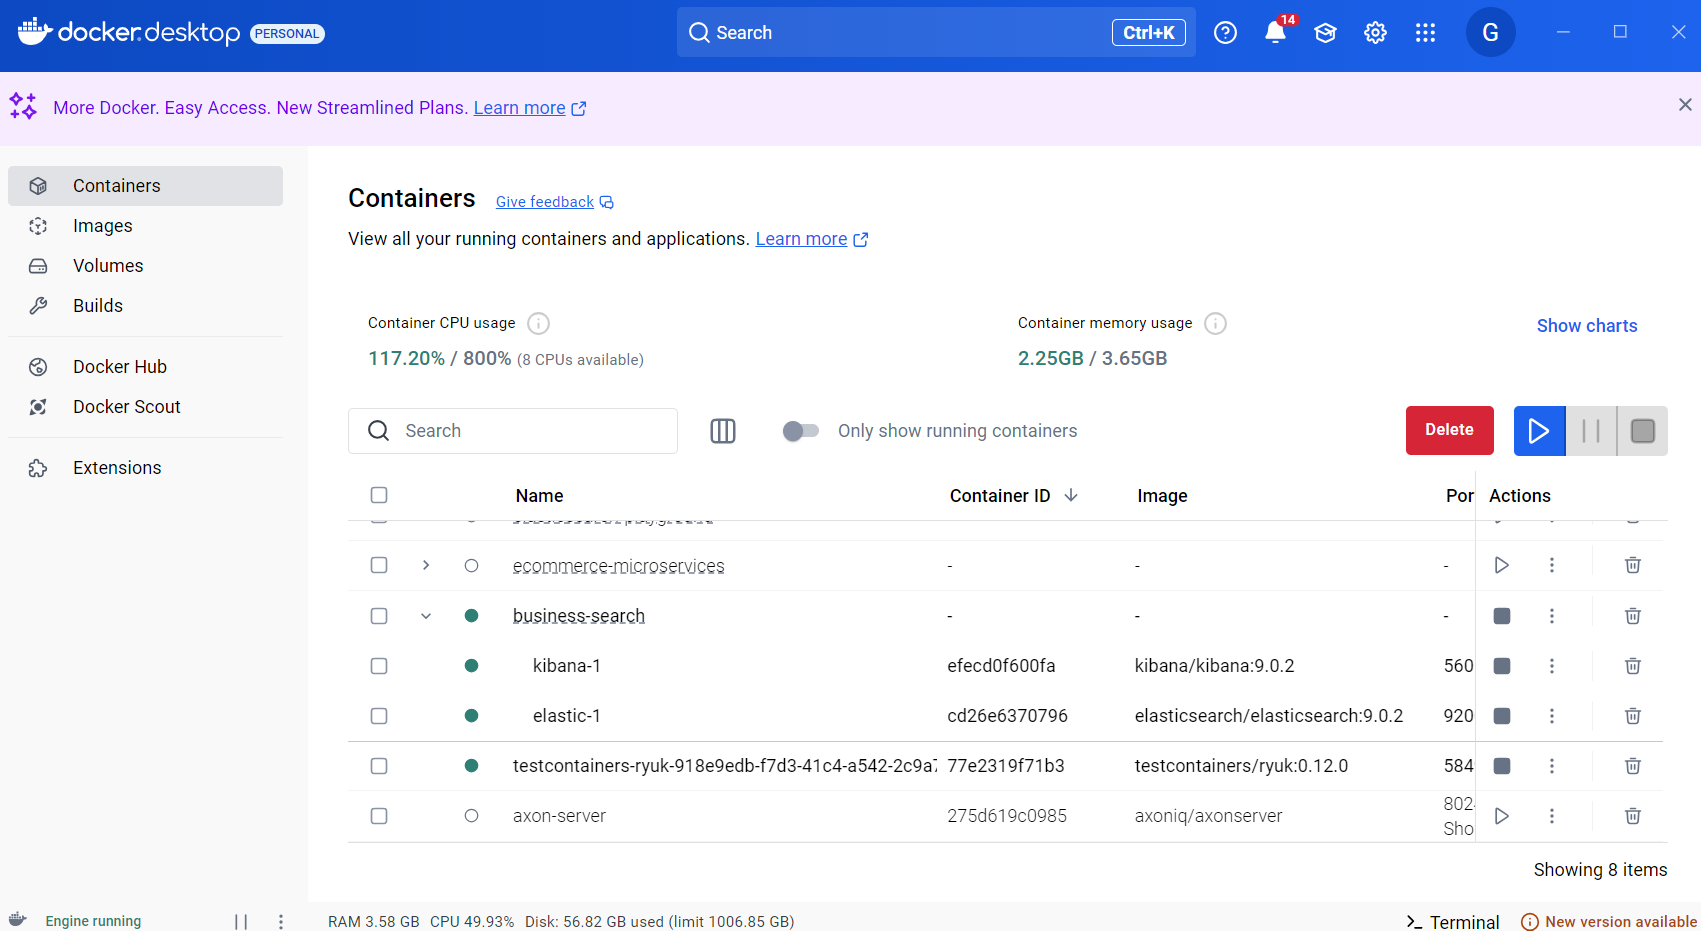 docker.desktop PERSONAL Search Ctrl+K 14 G
More Docker. Easy Access. New Streamlined Plans. Learn more
Containers
Images
Volumes
Builds
Docker Hub
Docker Scout
Extensions
Containers Give feedback
View all your running containers and applications. Learn more
Container CPU usage
117.20% / 800% (8 CPUs available)
Container memory usage
2.25GB / 3.65GB
Show charts
Search
Only show running containers
Delete
Name Container ID Image Por Actions
ecommerce-microservices - - -
business-search - - -
kibana-1 efecd0f600fa kibana/kibana:9.0.2 560
elastic-1 cd26e6370796 elasticsearch/elasticsearch:9.0.2 920
testcontainers-ryuk-918e9edb-f7d3-41c4-a542-2c9a7 77e2319f71b3 testcontainers/ryuk:0.12.0 584
axon-server 275d619c0985 axoniq/axonserver 802
Sho
Showing 8 items
Engine running RAM 3.58 GB CPU 49.93% Disk: 56.82 GB used (limit 1006.85 GB) Terminal New version available